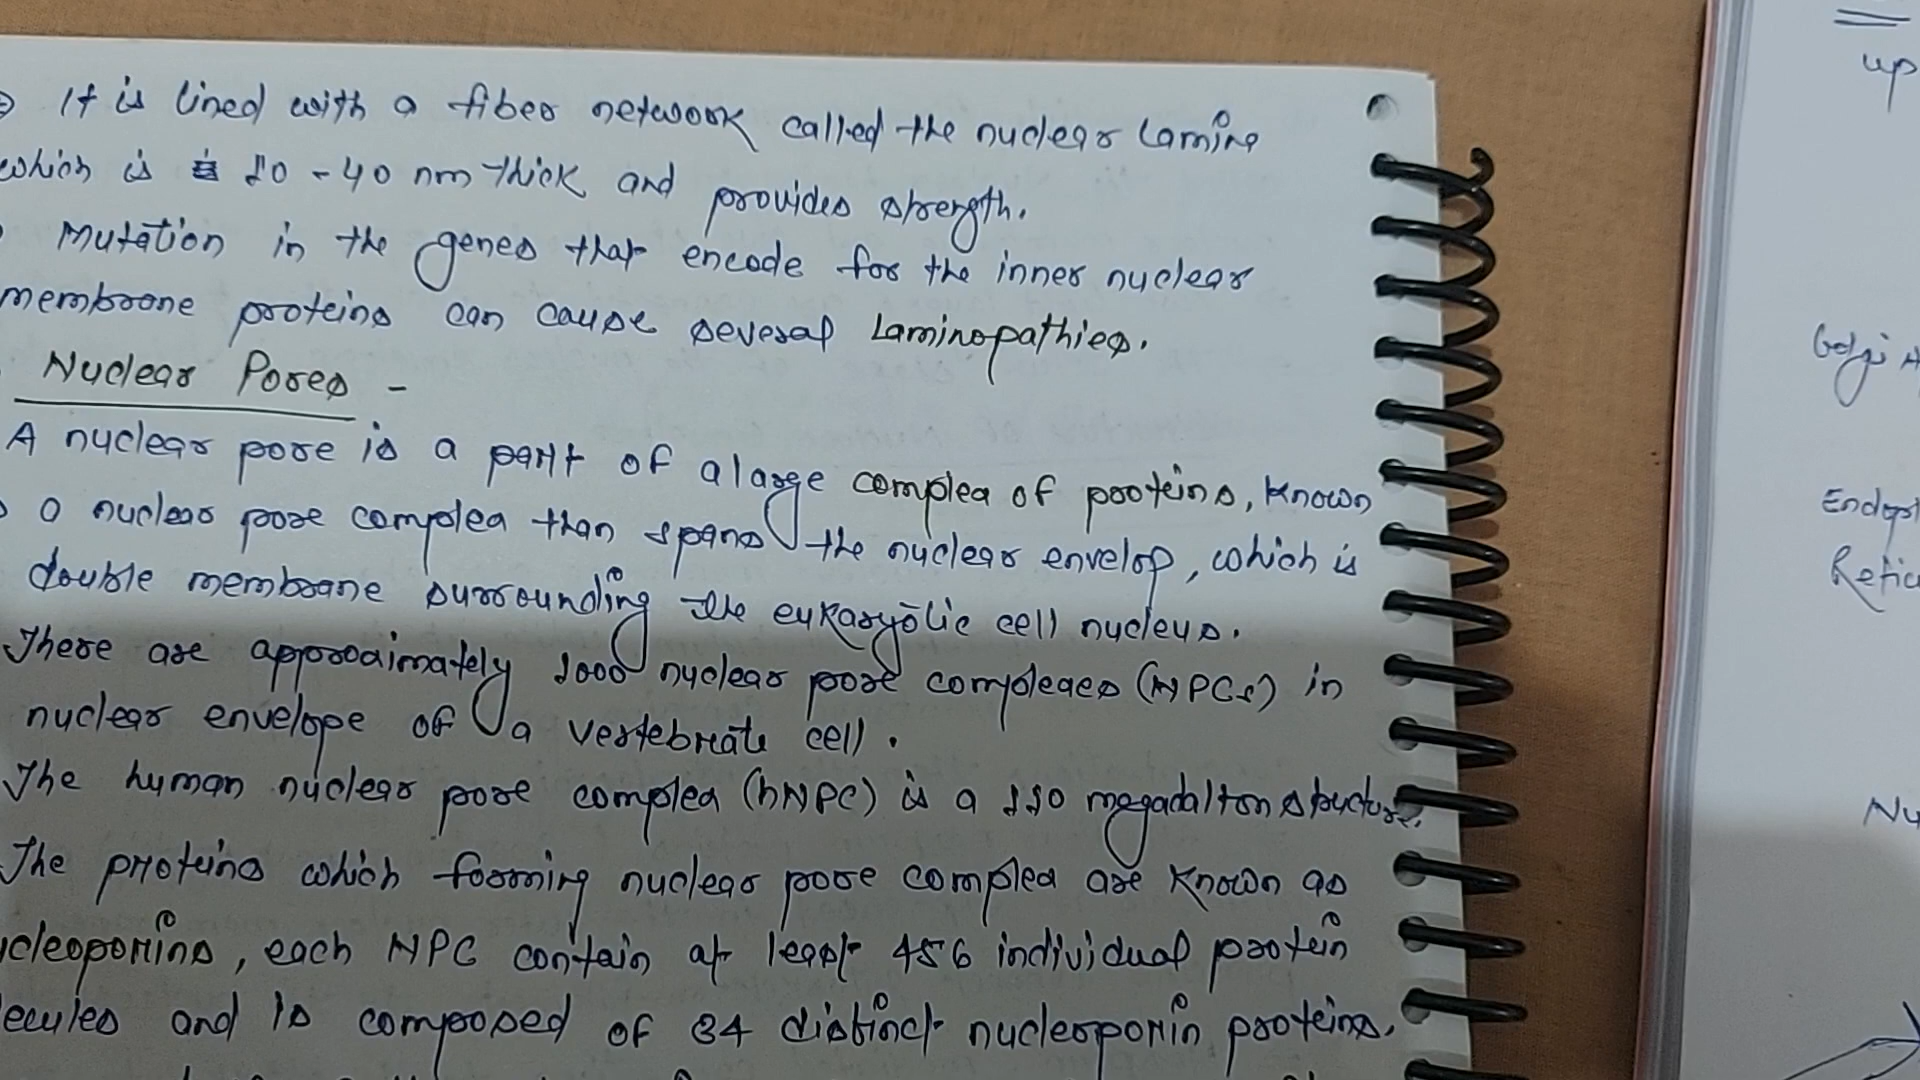 It is lined with a fiber network called the nuclear Lamina
which is 10-40 nm thick and provides strength.
Mutation in the genes that encode for the inner nuclear
membrane proteins can cause several Laminopathies.
Nuclear Pores -
A nuclear pore is a part of a large complex of proteins, known
a nuclear pore complex than spans the nuclear envelop, which is
double membrane surrounding the eukaryotic cell nucleus.
There are approximately 1000 nuclear pore complexes (NPCs) in
nuclear envelope of a vertebrate cell.
The human nuclear pore complex (hNPC) is a 110 megadalton structure.
The proteins which forming nuclear pore complex are known as
ucleoporins, each NPC contain at least 456 individual protein
ecules and is composed of 34 distinct nucleoporin proteins.
up
Golgi A
Endopl
Reticu
Nu